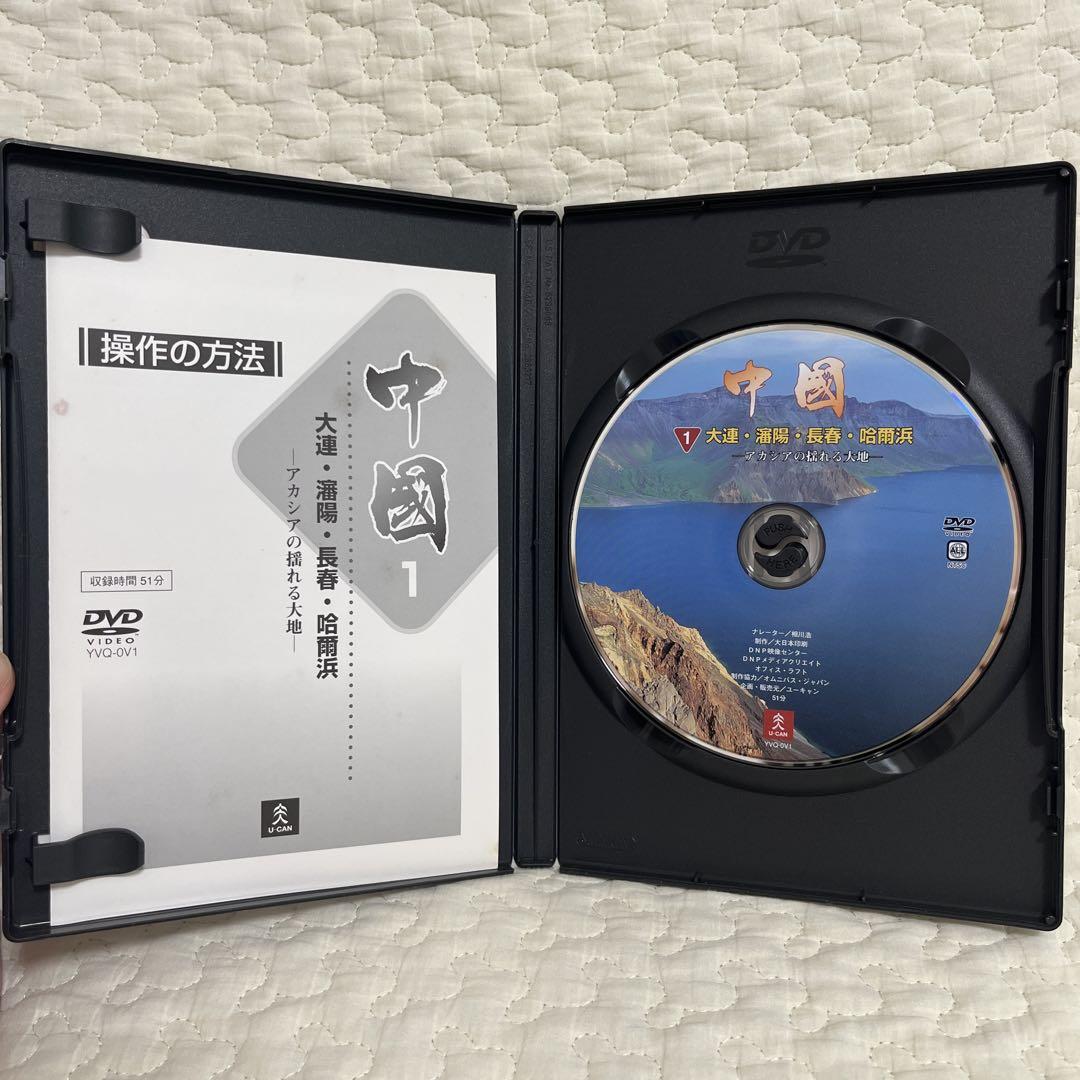 操作の方法
中國 1
大連・瀋陽・長春・哈爾浜
―アカシアの揺れる大地―
収録時間 51分
DVD
VIDEO
YVQ-0V1
U-CAN
DVD
中國
1 大連・瀋陽・長春・哈爾浜
―アカシアの揺れる大地―
PUSH
HERE
DVD
VIDEO
ALL
NTSC
ナレーター／相川浩
制作／大日本印刷
DNP映像センター
DNPメディアクリエイト
オフィス・ラフト
制作協力／オムニバス・ジャパン
企画・販売元／ユーキャン
51分
U-CAN
YVQ-0V1